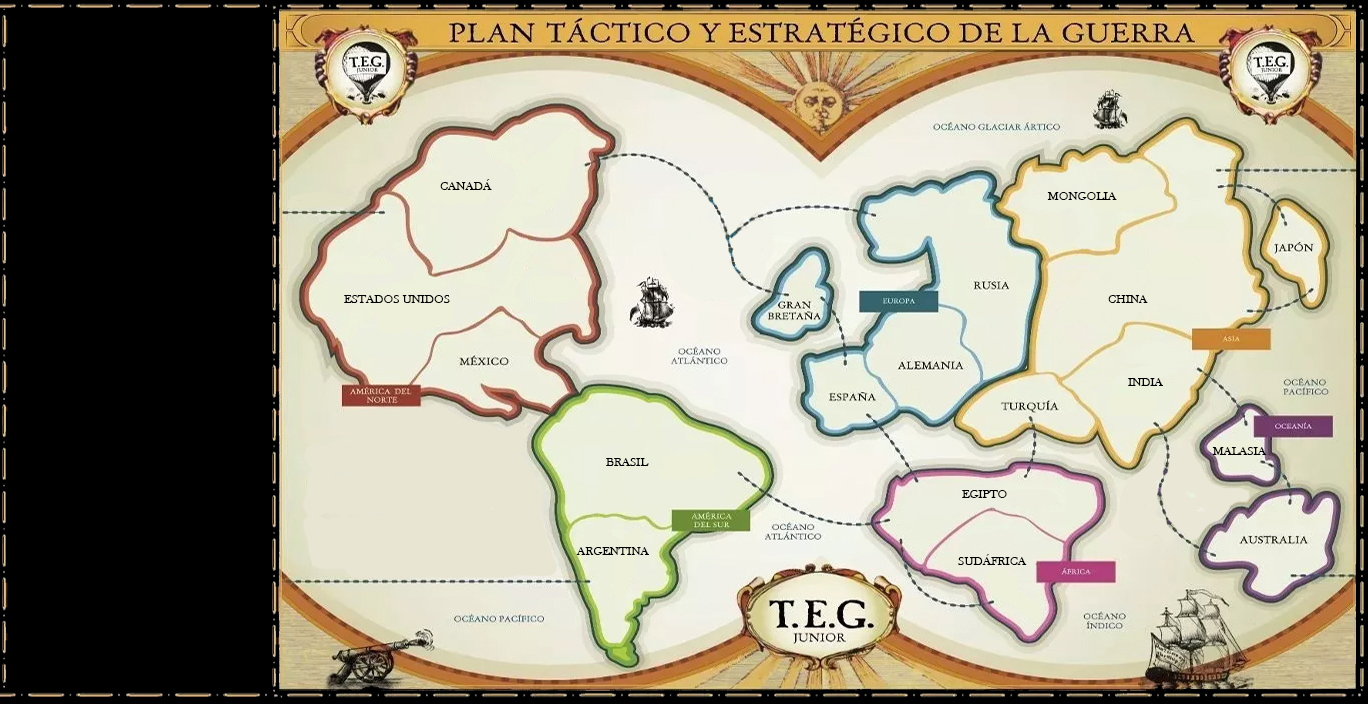 PLAN TÁCTICO Y ESTRATÉGICO DE LA GUERRA
T.E.G.
JUNIOR
T.E.G.
JUNIOR
OCÉANO GLACIAR ÁRTICO
CANADÁ
MONGOLIA
JAPÓN
ESTADOS UNIDOS
GRAN
BRETAÑA
EUROPA
RUSIA
CHINA
ASIA
OCÉANO
ATLÁNTICO
MÉXICO
ALEMANIA
INDIA
OCÉANO
PACÍFICO
AMÉRICA DEL
NORTE
ESPAÑA
TURQUÍA
OCEANÍA
BRASIL
MALASIA
EGIPTO
AMÉRICA
DEL SUR
OCÉANO
ATLÁNTICO
AUSTRALIA
ARGENTINA
SUDÁFRICA
ÁFRICA
T.E.G.
JUNIOR
OCÉANO PACÍFICO
OCÉANO
ÍNDICO